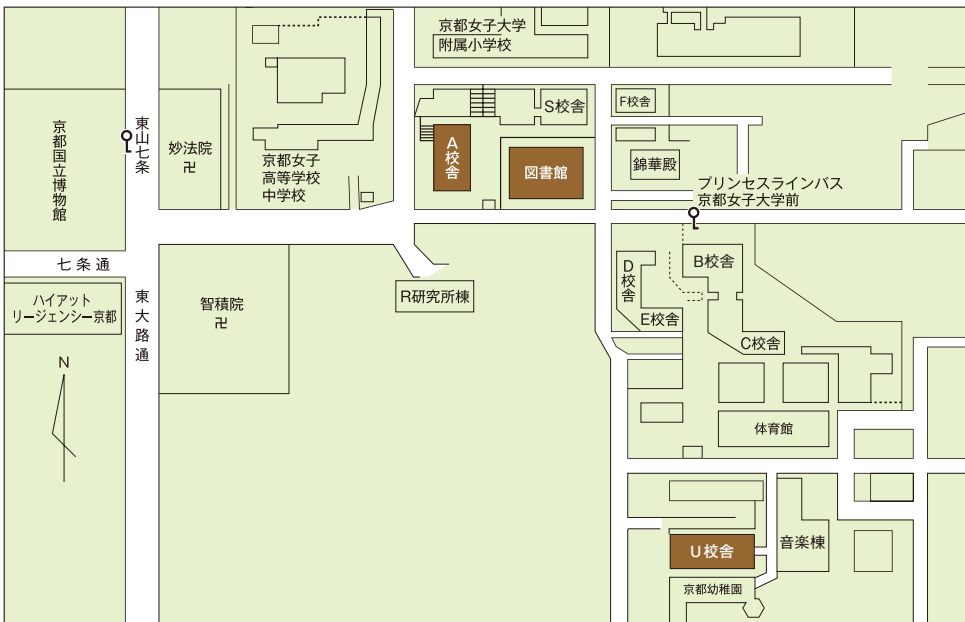 京都女子大学
附属小学校
S校舎
F校舎
A校舎
図書館
錦華殿
京都国立博物館
東山七条
妙法院
卍
京都女子
高等学校
中学校
プリンセスラインバス
京都女子大学前
七条通
ハイアット
リージェンシー京都
東大路通
智積院
卍
R研究所棟
D校舎
B校舎
E校舎
C校舎
N
体育館
U校舎
音楽棟
京都幼稚園